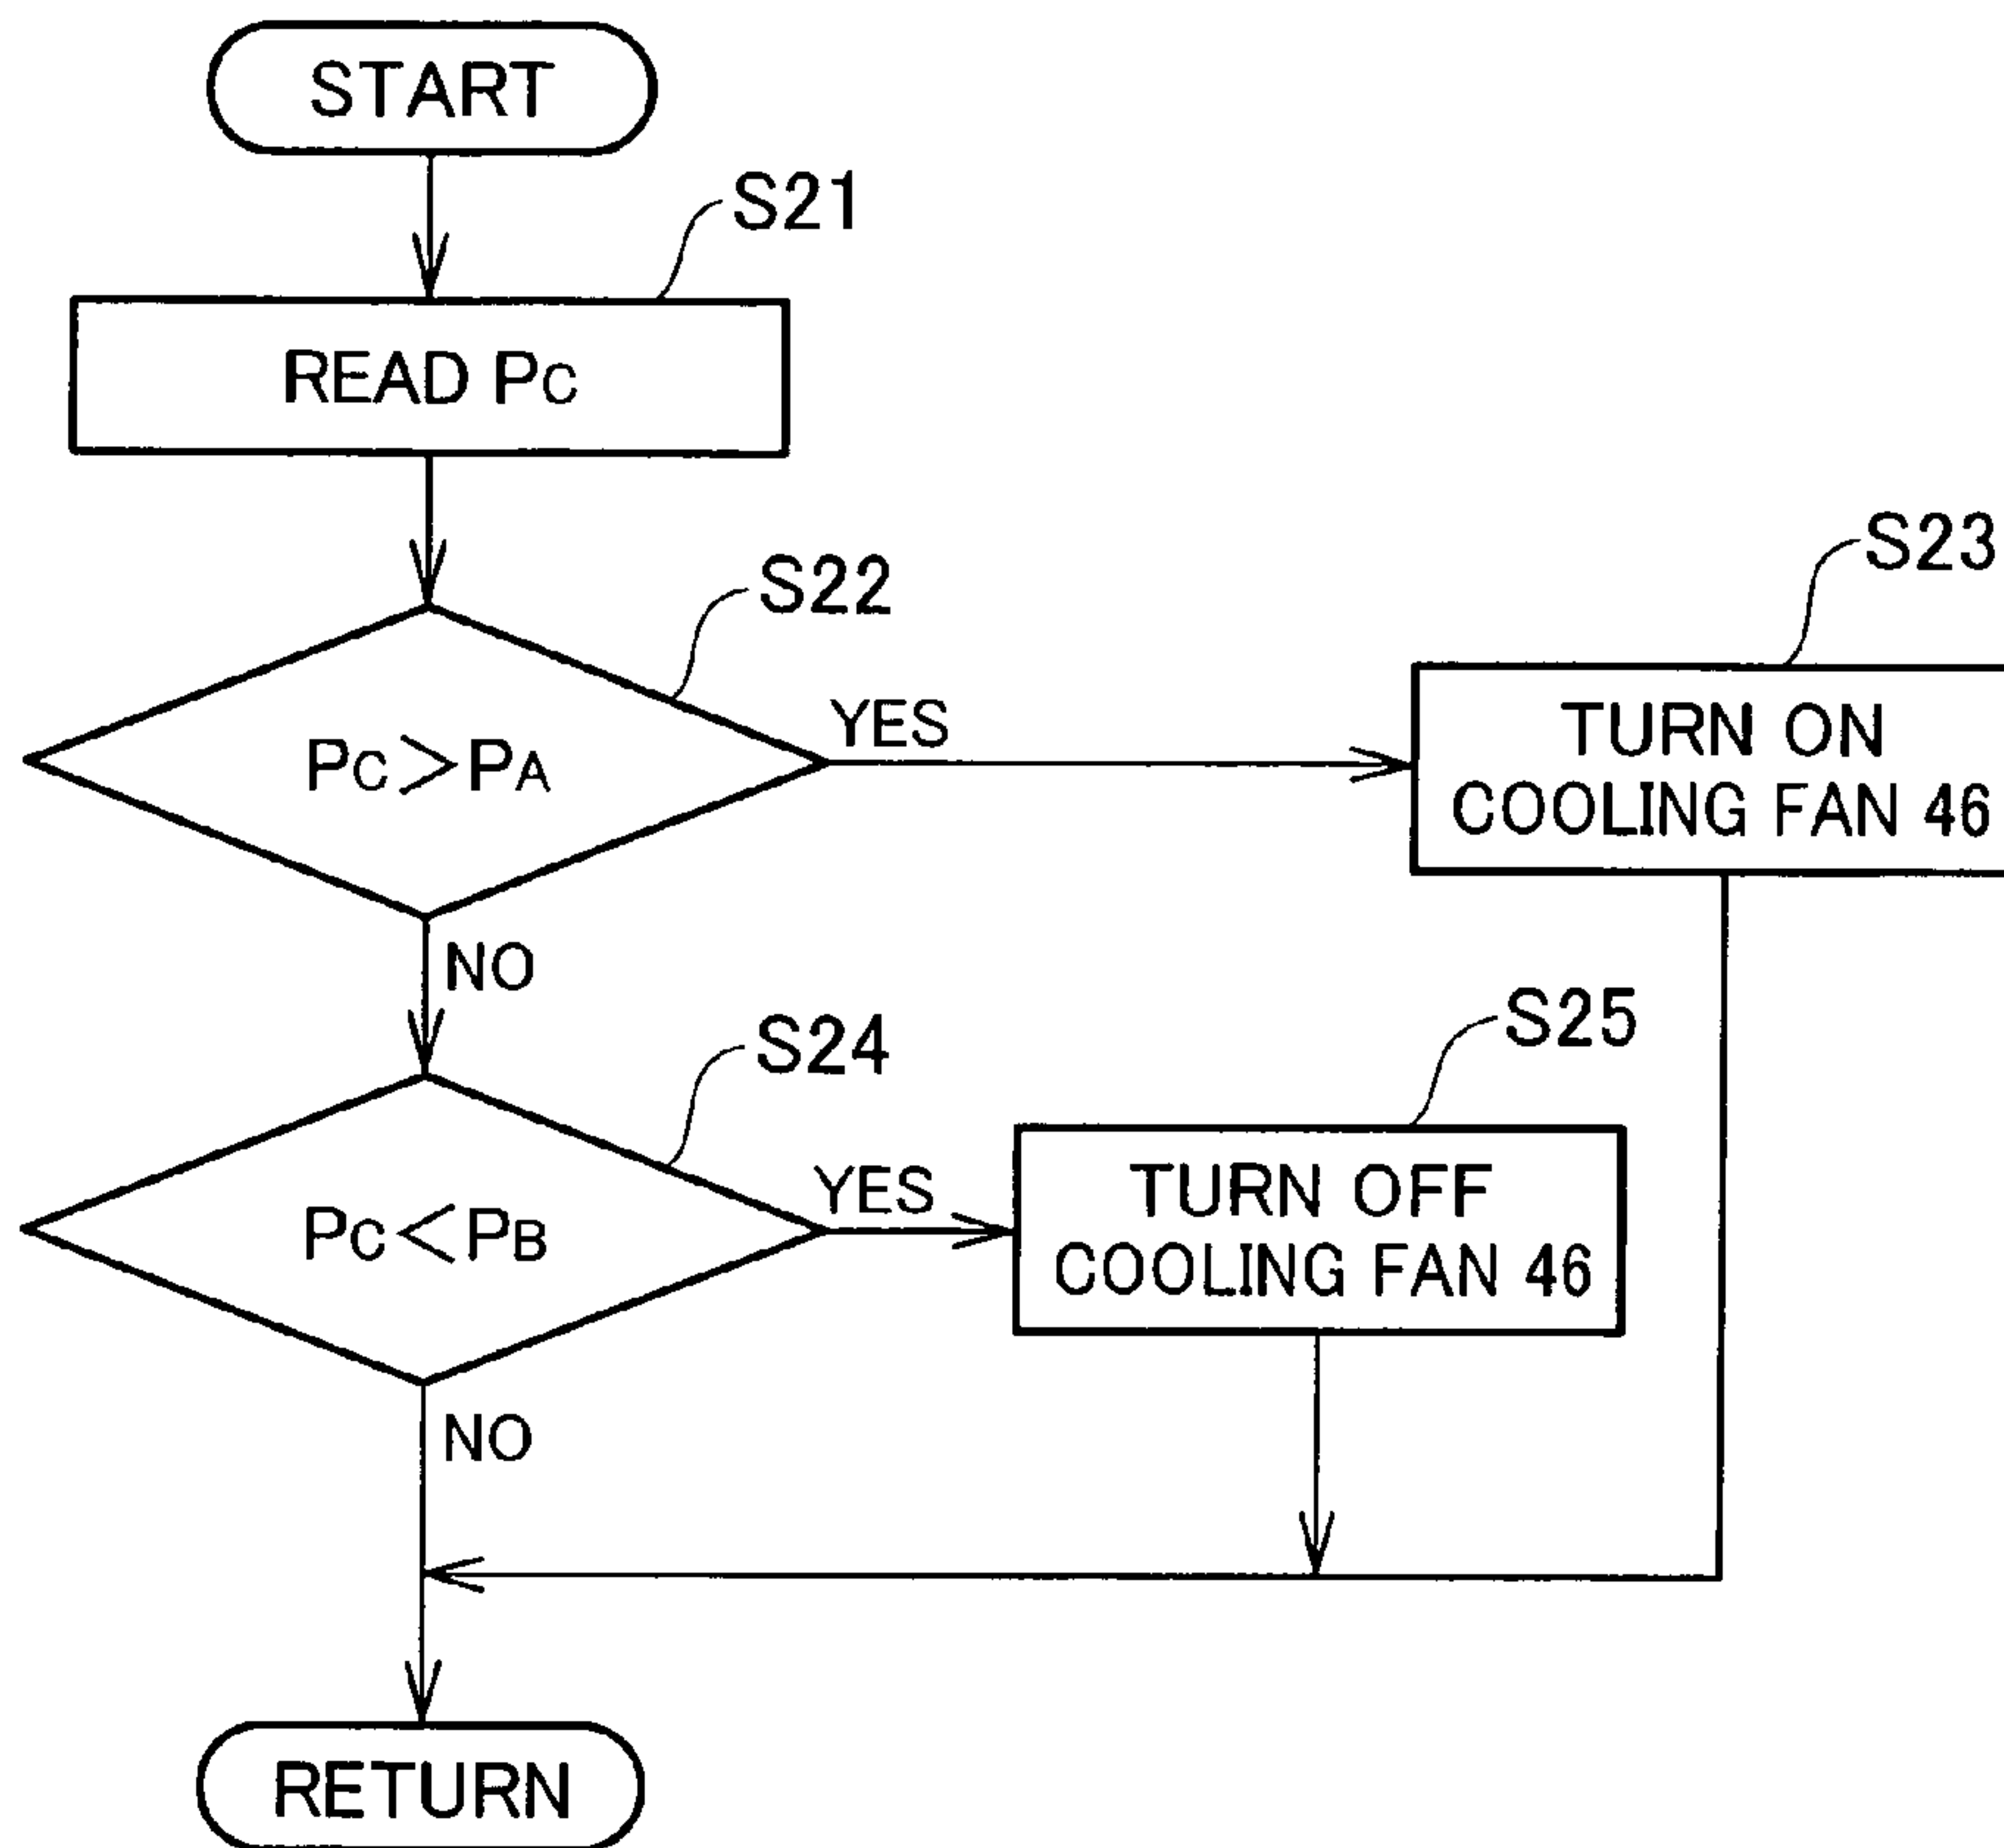 START
S21
READ PC
S22
PC>PA
YES
S23
TURN ON
COOLING FAN 46
NO
S24
PC<PB
YES
S25
TURN OFF
COOLING FAN 46
NO
RETURN